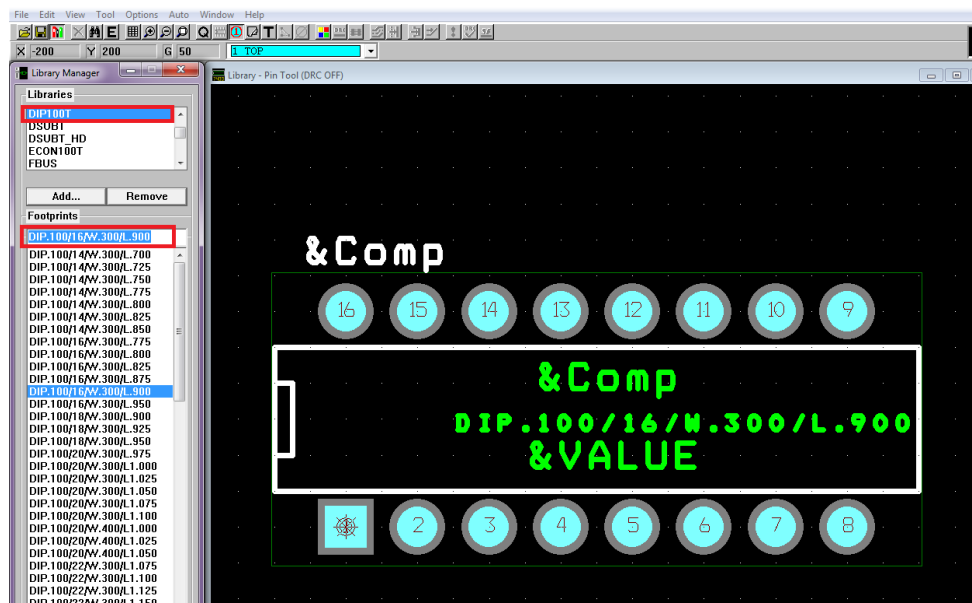 File Edit View Tool Options Auto Window Help
X -200 Y 200 G 50 1 TOP
Library Manager
Library - Pin Tool (DRC OFF)
Libraries
DIP100T
DSUBT
DSUBT_HD
ECON100T
FBUS
Add... Remove
Footprints
DIP.100/16/W.300/L.900
DIP.100/14/W.300/L.700
DIP.100/14/W.300/L.725
DIP.100/14/W.300/L.750
DIP.100/14/W.300/L.775
DIP.100/14/W.300/L.800
DIP.100/14/W.300/L.825
DIP.100/14/W.300/L.850
DIP.100/16/W.300/L.775
DIP.100/16/W.300/L.800
DIP.100/16/W.300/L.825
DIP.100/16/W.300/L.875
DIP.100/16/W.300/L.900
DIP.100/16/W.300/L.950
DIP.100/18/W.300/L.900
DIP.100/18/W.300/L.925
DIP.100/18/W.300/L.950
DIP.100/20/W.300/L.975
DIP.100/20/W.300/L1.000
DIP.100/20/W.300/L1.025
DIP.100/20/W.300/L1.050
DIP.100/20/W.300/L1.075
DIP.100/20/W.300/L1.100
DIP.100/20/W.400/L1.000
DIP.100/20/W.400/L1.025
DIP.100/20/W.400/L1.050
DIP.100/22/W.300/L1.075
DIP.100/22/W.300/L1.100
DIP.100/22/W.300/L1.125
DIP.100/22/W.300/L1.150
&Comp
16 15 14 13 12 11 10 9
&Comp
DIP.100/16/W.300/L.900
&VALUE
1 2 3 4 5 6 7 8